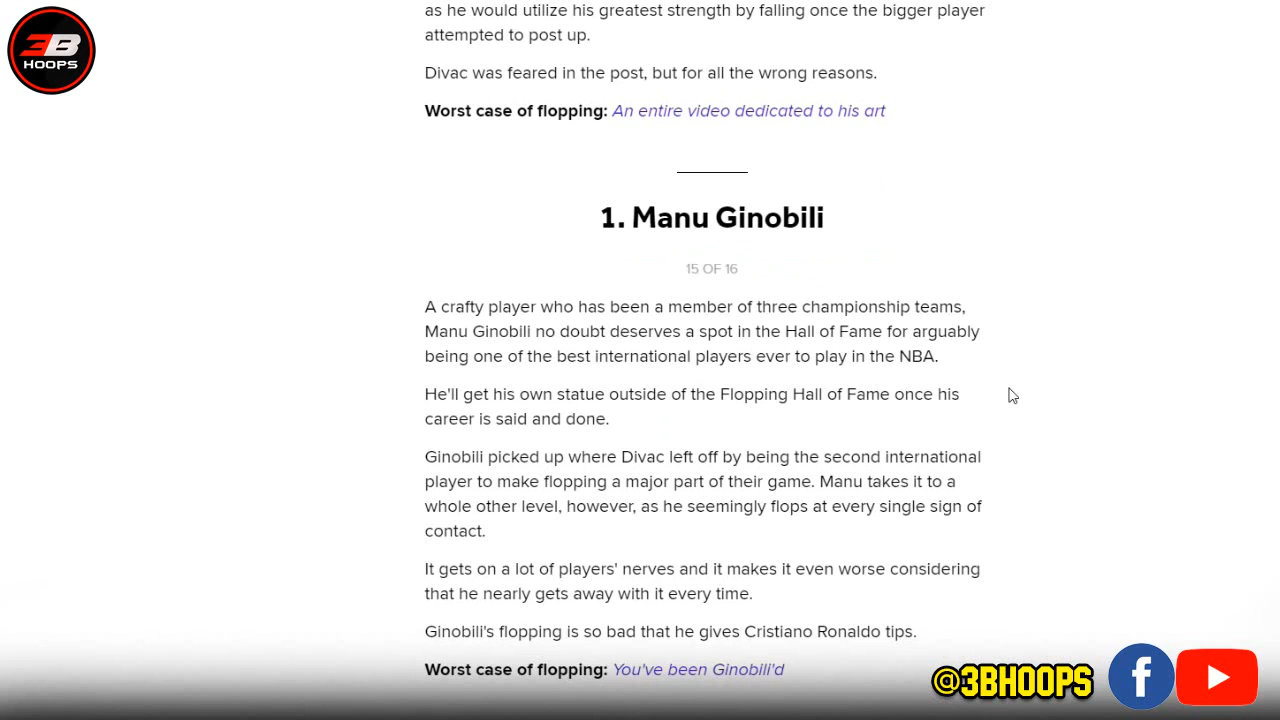 3B
HOOPS
as he would utilize his greatest strength by falling once the bigger player
attempted to post up.
Divac was feared in the post, but for all the wrong reasons.
Worst case of flopping: An entire video dedicated to his art
1. Manu Ginobili
15 OF 16
A crafty player who has been a member of three championship teams,
Manu Ginobili no doubt deserves a spot in the Hall of Fame for arguably
being one of the best international players ever to play in the NBA.
He'll get his own statue outside of the Flopping Hall of Fame once his
career is said and done.
Ginobili picked up where Divac left off by being the second international
player to make flopping a major part of their game. Manu takes it to a
whole other level, however, as he seemingly flops at every single sign of
contact.
It gets on a lot of players' nerves and it makes it even worse considering
that he nearly gets away with it every time.
Ginobili's flopping is so bad that he gives Cristiano Ronaldo tips.
Worst case of flopping: You've been Ginobili'd
@3BHOOPS
f